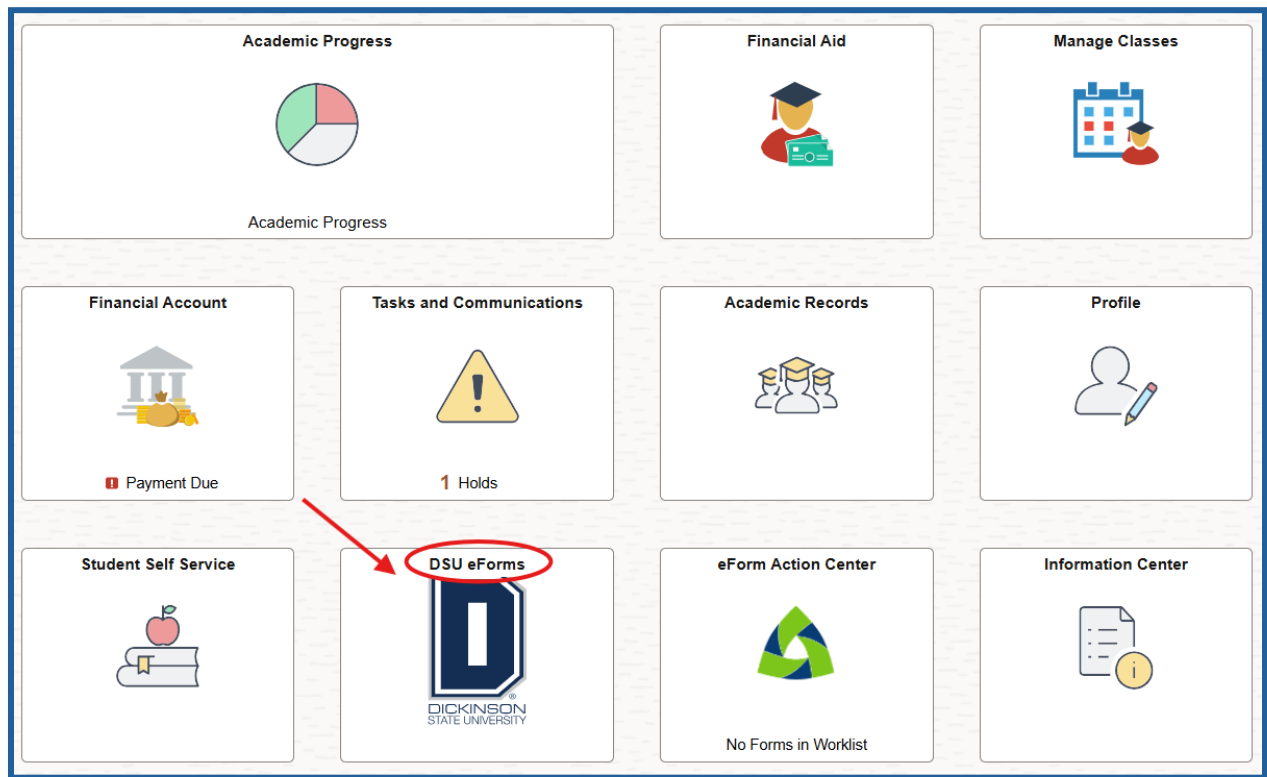 Academic Progress
Academic Progress
Financial Aid
Manage Classes
Financial Account
! Payment Due
Tasks and Communications
!
1 Holds
Academic Records
Profile
Student Self Service
DSU eForms
D
®
DICKINSON
STATE UNIVERSITY
eForm Action Center
No Forms in Worklist
Information Center
i